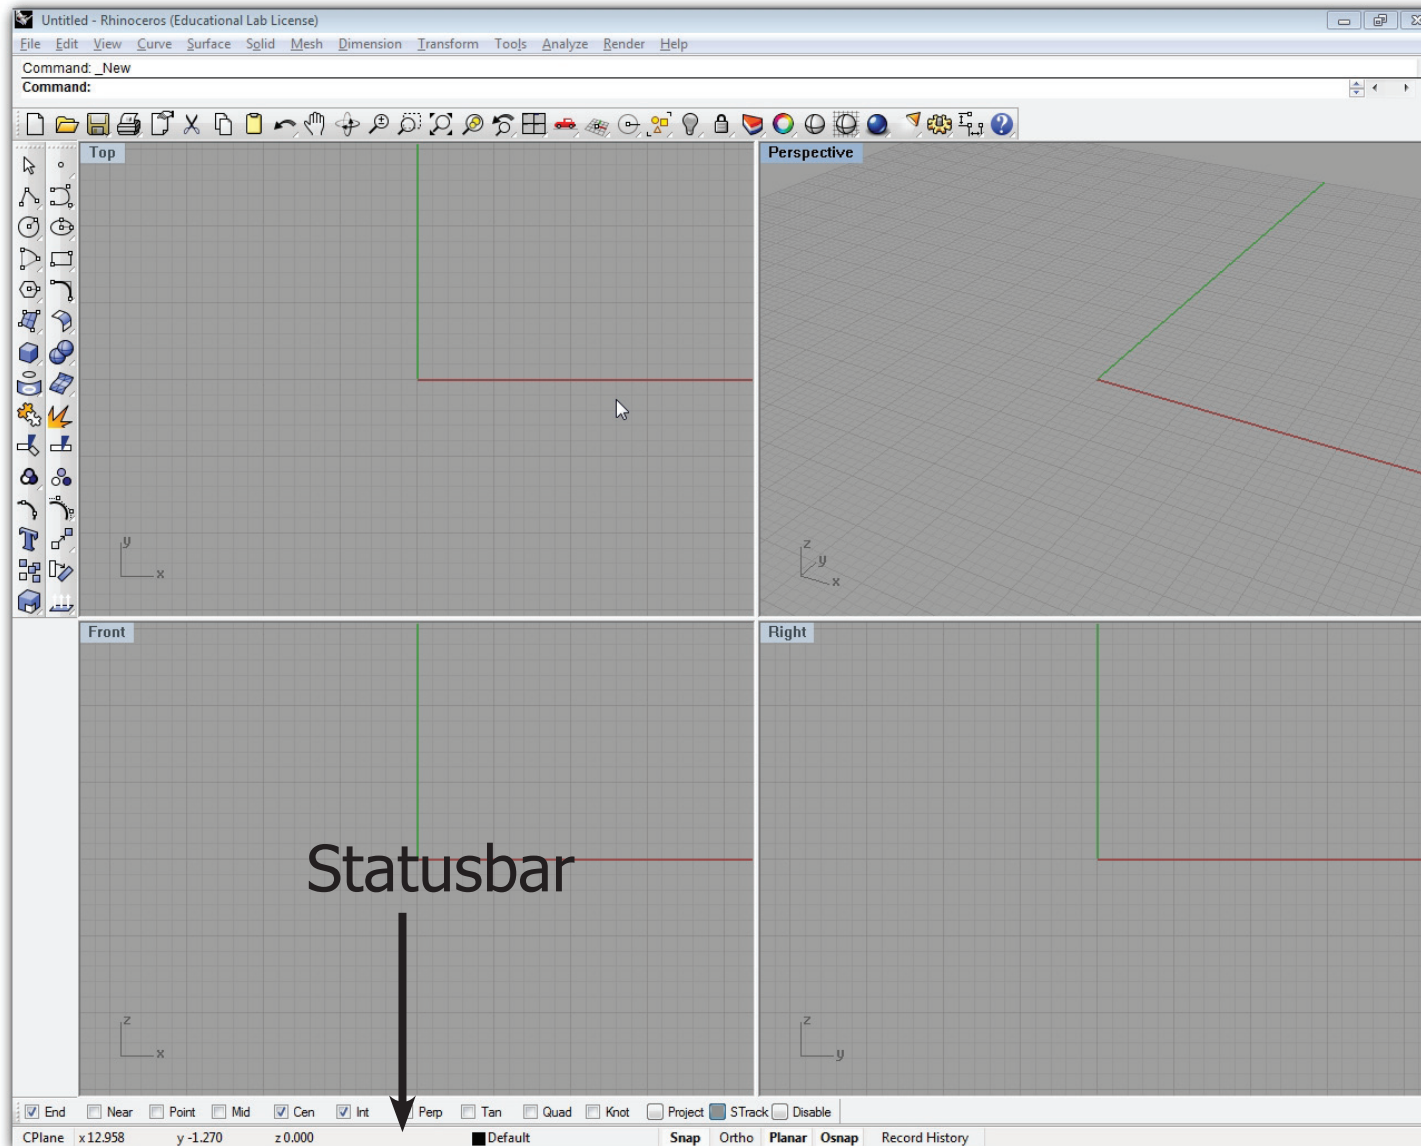 Untitled - Rhinoceros (Educational Lab License)
File Edit View Curve Surface Solid Mesh Dimension Transform Tools Analyze Render Help
Command: _New
Command:
Top
Perspective
y
x
z
y
x
Front
Right
Statusbar
z
x
z
y
End Near Point Mid Cen Int Perp Tan Quad Knot Project STrack Disable
CPlane x 12.958 y -1.270 z 0.000 Default Snap Ortho Planar Osnap Record History